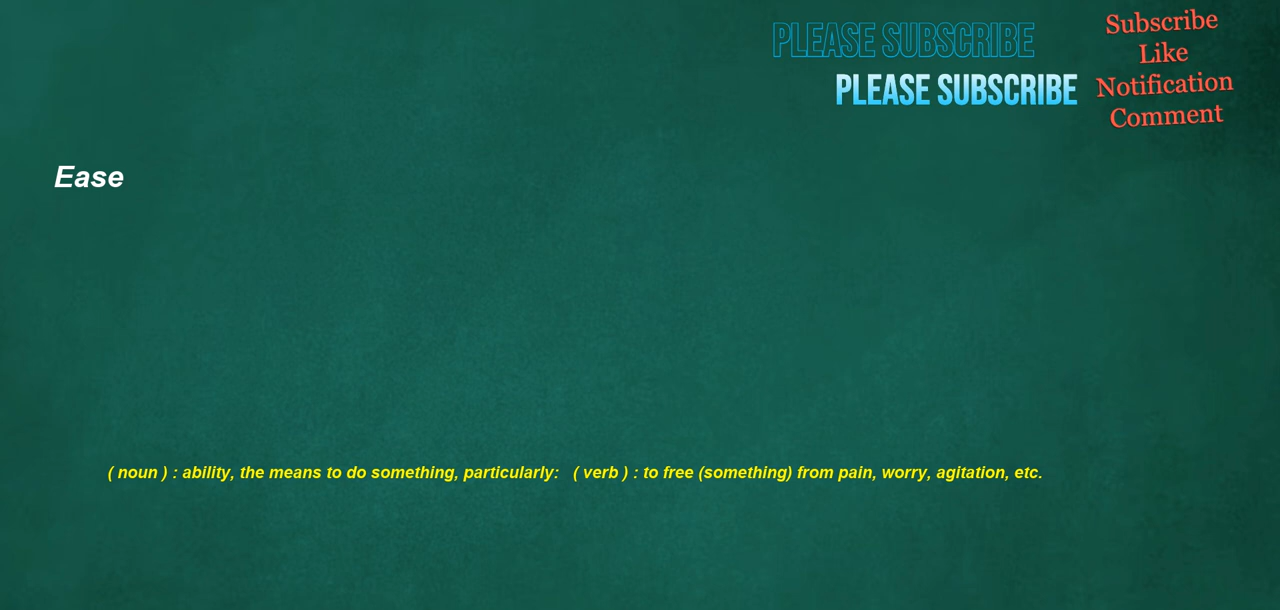 PLEASE SUBSCRIBE
PLEASE SUBSCRIBE
Subscribe
Like
Notification
Comment
Ease
( noun ) : ability, the means to do something, particularly: ( verb ) : to free (something) from pain, worry, agitation, etc.